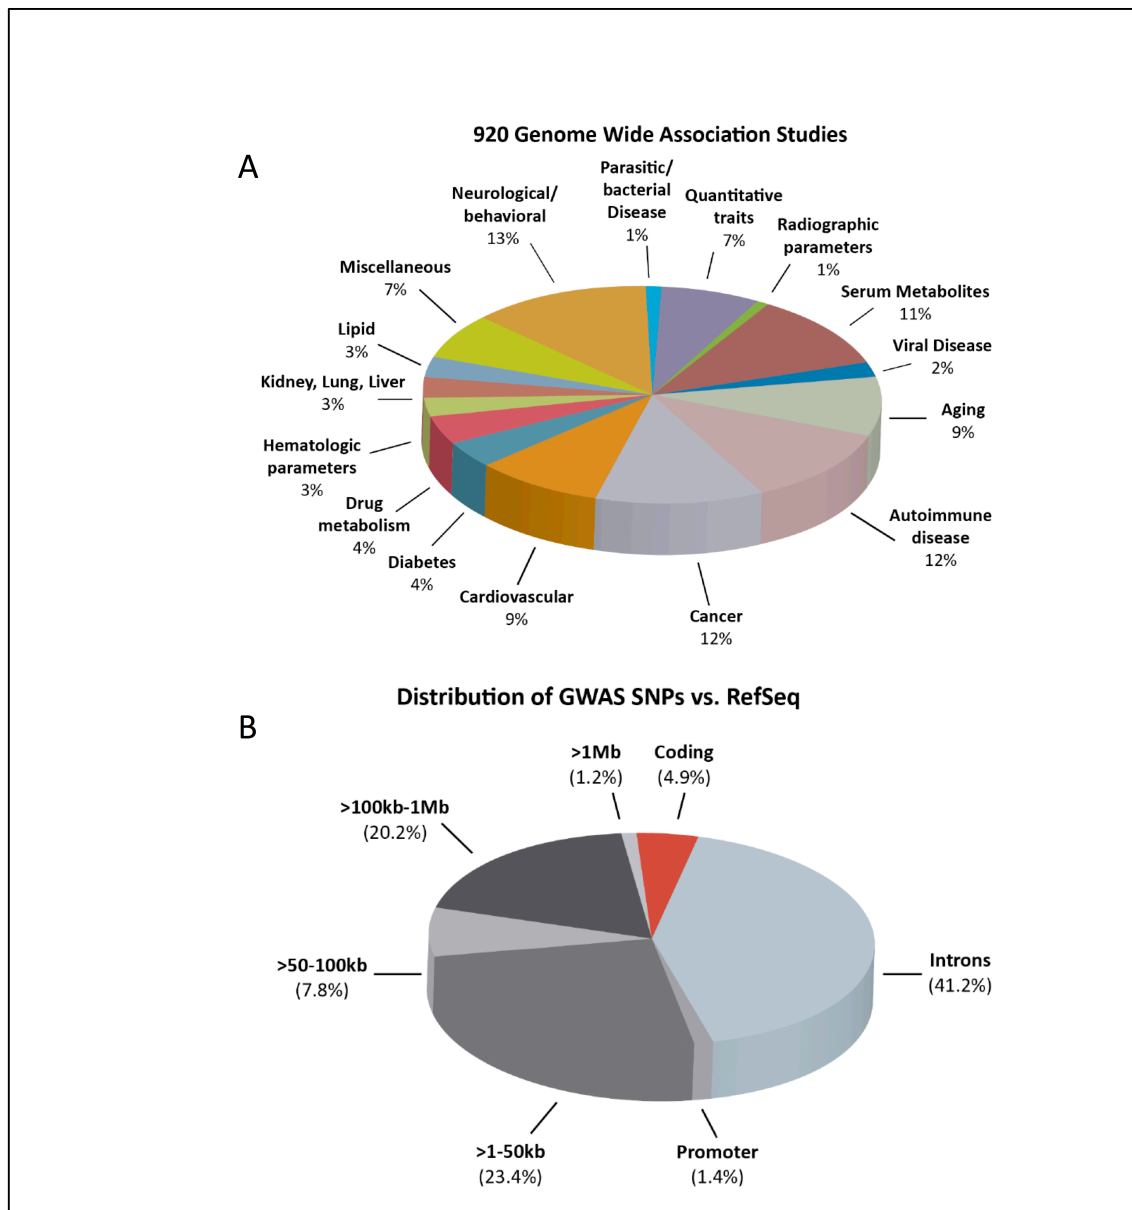 920 Genome Wide Association Studies
A
Parasitic/
bacterial
Disease
1%
Quantitative
traits
7%
Radiographic
parameters
1%
Serum Metabolites
11%
Viral Disease
2%
Aging
9%
Autoimmune
disease
12%
Cancer
12%
Cardiovascular
9%
Diabetes
4%
Drug
metabolism
4%
Hematologic
parameters
3%
Kidney, Lung, Liver
3%
Lipid
3%
Miscellaneous
7%
Neurological/
behavioral
13%
Distribution of GWAS SNPs vs. RefSeq
B
>1Mb
(1.2%)
Coding
(4.9%)
Introns
(41.2%)
Promoter
(1.4%)
>1-50kb
(23.4%)
>50-100kb
(7.8%)
>100kb-1Mb
(20.2%)